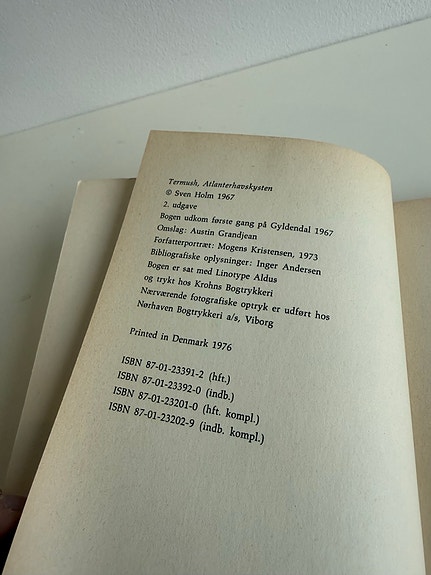 Termush, Atlanterhavskysten
© Sven Holm 1967
2. udgave
Bogen udkom første gang på Gyldendal 1967
Omslag: Austin Grandjean
Forfatterportræt: Mogens Kristensen, 1973
Bibliografiske oplysninger: Inger Andersen
Bogen er sat med Linotype Aldus
og trykt hos Krohns Bogtrykkeri
Nærværende fotografiske optryk er udført hos
Nørhaven Bogtrykkeri a/s, Viborg
Printed in Denmark 1976
ISBN 87-01-23391-2 (hft.)
ISBN 87-01-23392-0 (indb.)
ISBN 87-01-23201-0 (hft. kompl.)
ISBN 87-01-23202-9 (indb. kompl.)